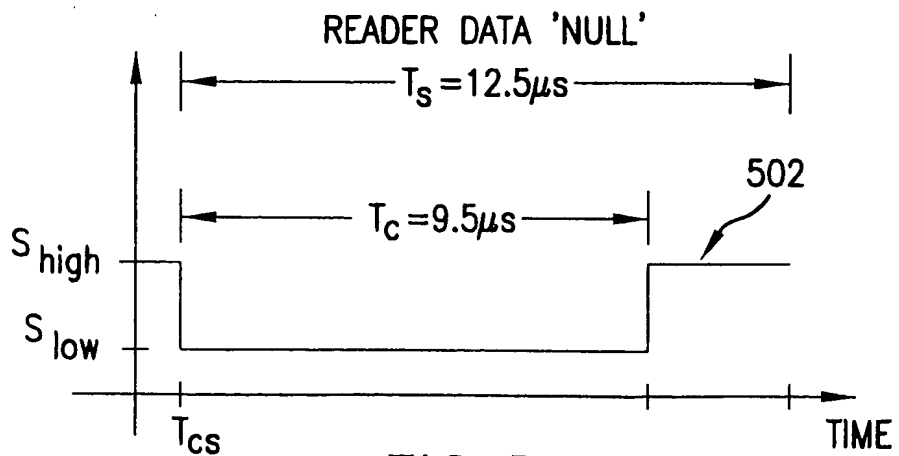 READER DATA 'NULL'
T_S = 12.5μs
502
T_C = 9.5μs
S high
S low
T_CS
TIME